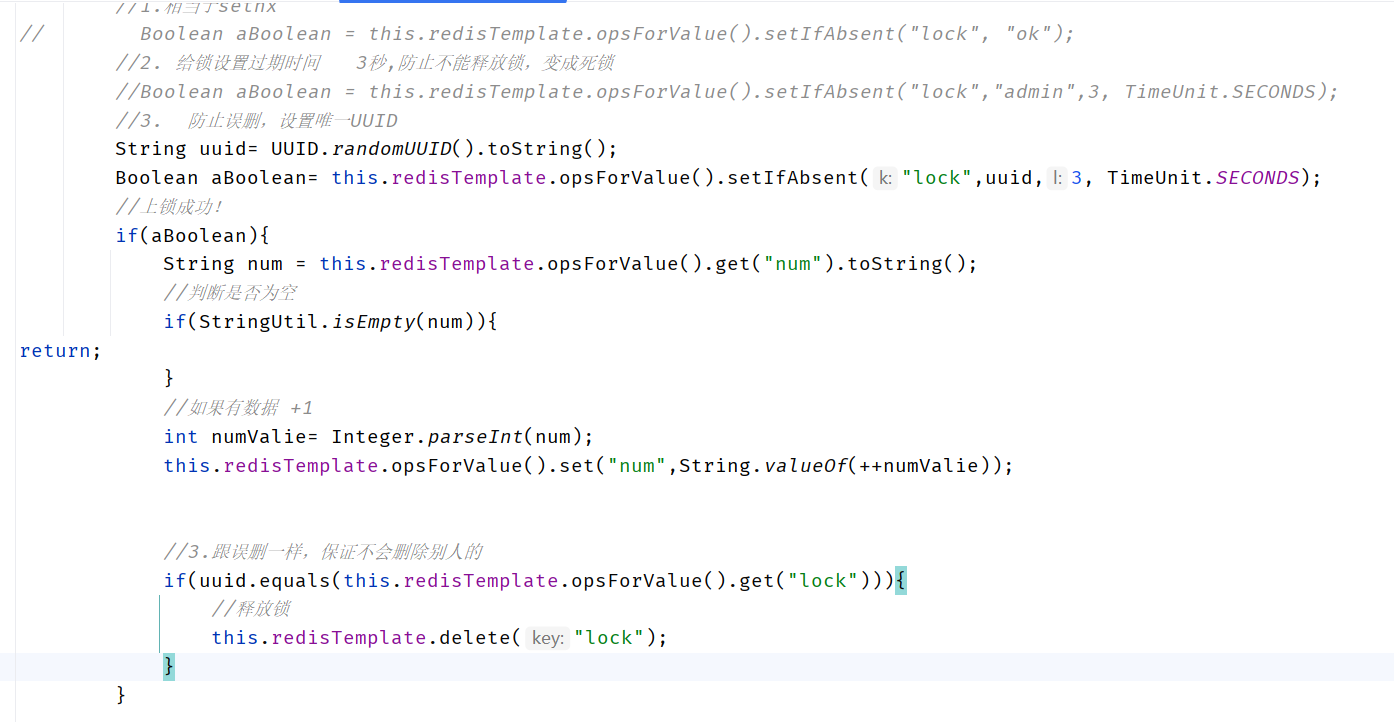 //1.相当于setnx
//        Boolean aBoolean = this.redisTemplate.opsForValue().setIfAbsent("lock", "ok");
//2. 给锁设置过期时间   3秒,防止不能释放锁，变成死锁
//Boolean aBoolean = this.redisTemplate.opsForValue().setIfAbsent("lock","admin",3, TimeUnit.SECONDS);
//3.  防止误删，设置唯一UUID
String uuid= UUID.randomUUID().toString();
Boolean aBoolean= this.redisTemplate.opsForValue().setIfAbsent( k: "lock",uuid, l: 3, TimeUnit.SECONDS);
//上锁成功！
if(aBoolean){
String num = this.redisTemplate.opsForValue().get("num").toString();
//判断是否为空
if(StringUtil.isEmpty(num)){
return;
}
//如果有数据 +1
int numValie= Integer.parseInt(num);
this.redisTemplate.opsForValue().set("num",String.valueOf(++numValie));
//3.跟误删一样，保证不会删除别人的
if(uuid.equals(this.redisTemplate.opsForValue().get("lock"))){
//释放锁
this.redisTemplate.delete( key: "lock");
}
}